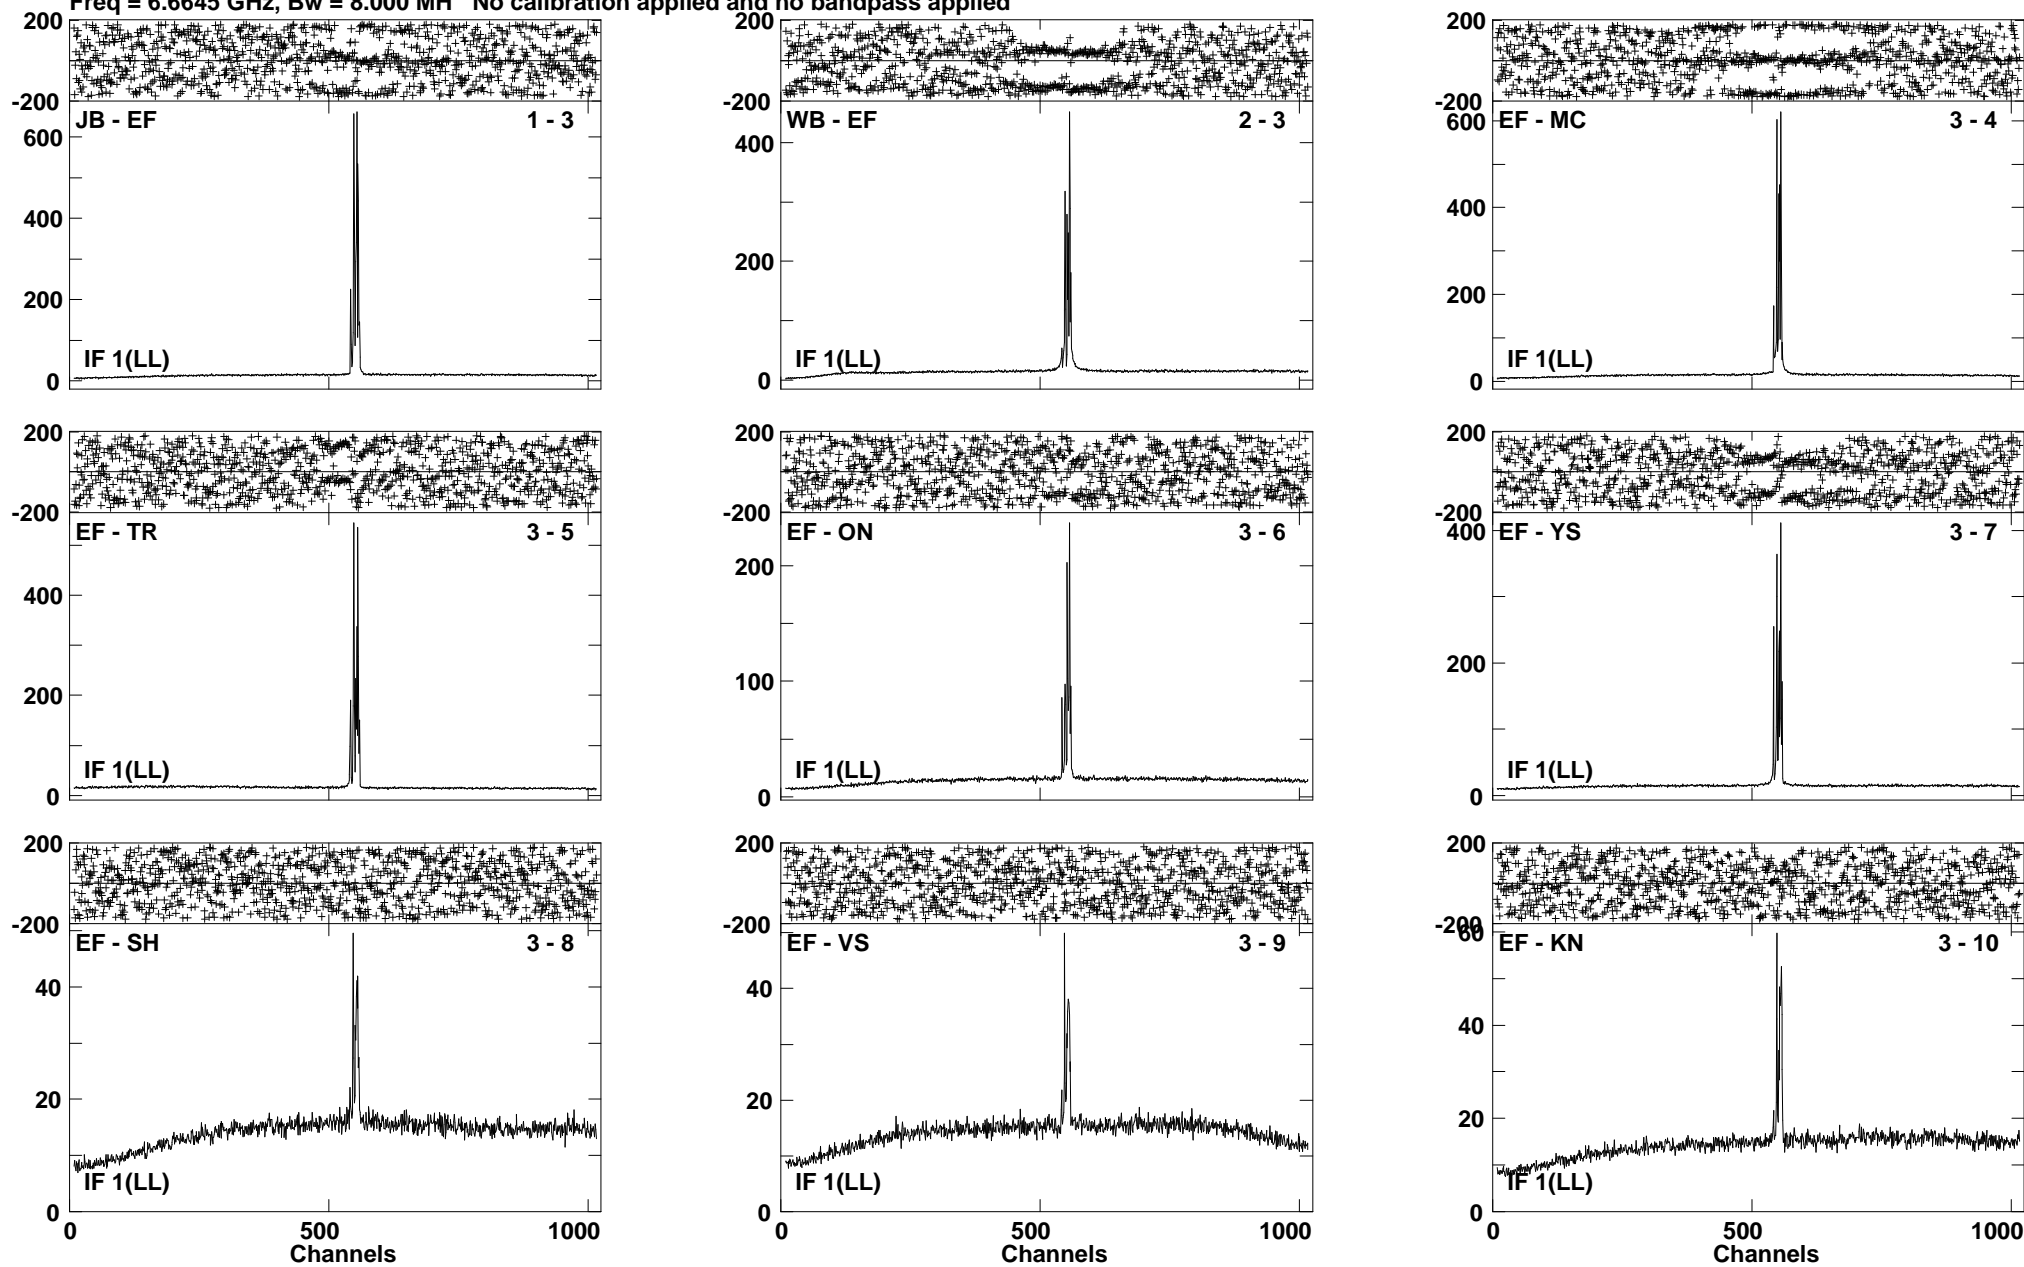 Freq = 6.6645 GHz, Bw = 8.000 MH No calibration applied and no bandpass applied
200
-200
JB - EF 1 - 3
600
400
200
0
IF 1(LL)
200
-200
WB - EF 2 - 3
400
200
0
IF 1(LL)
200
-200
600
EF - MC 3 - 4
400
200
0
IF 1(LL)
200
-200
EF - TR 3 - 5
400
200
0
IF 1(LL)
200
-200
EF - ON 3 - 6
200
100
0
IF 1(LL)
200
-200
400
EF - YS 3 - 7
200
0
IF 1(LL)
200
-200
EF - SH 3 - 8
40
20
0
IF 1(LL)
0 500 1000
Channels
200
-200
EF - VS 3 - 9
40
20
0
IF 1(LL)
0 500 1000
Channels
200
-200
60
EF - KN 3 - 10
40
20
0
IF 1(LL)
0 500 1000
Channels